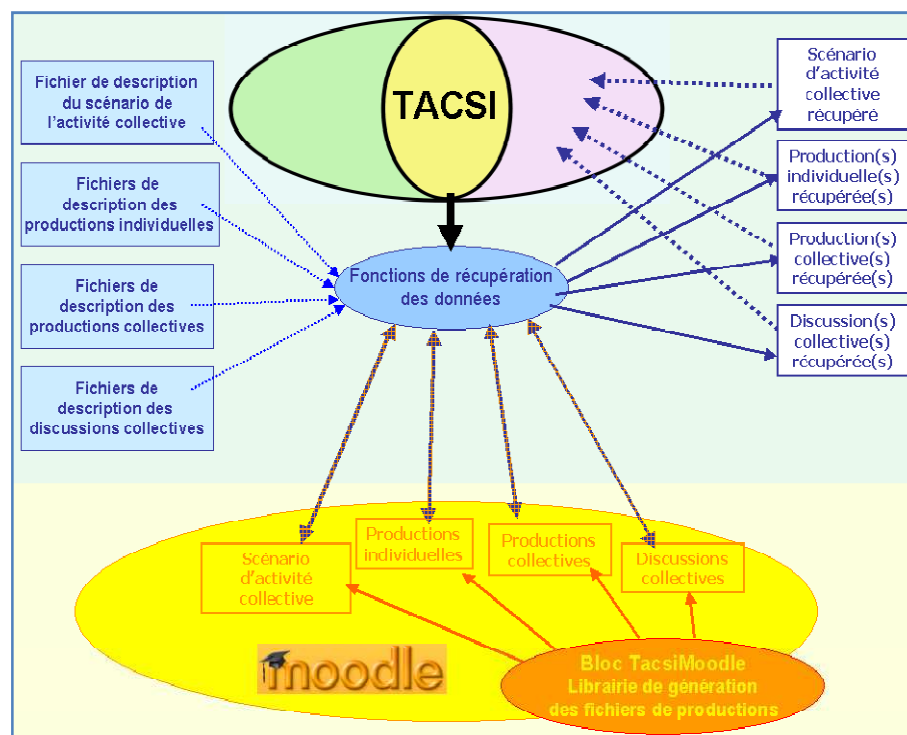 TACSI
Fichier de description
du scénario de
l'activité collective
Fichiers de
description des
productions individuelles
Fichiers de
description des
productions collectives
Fichiers de
description des
discussions collectives
Fonctions de récupération
des données
Scénario
d'activité
collective
récupéré
Production(s)
individuelle(s)
récupérée(s)
Production(s)
collective(s)
récupérée(s)
Discussion(s)
collective(s)
récupérée(s)
Scénario
d'activité
collective
Productions
individuelles
Productions
collectives
Discussions
collectives
moodle
Bloc TacsiMoodle
Librairie de génération
des fichiers de productions